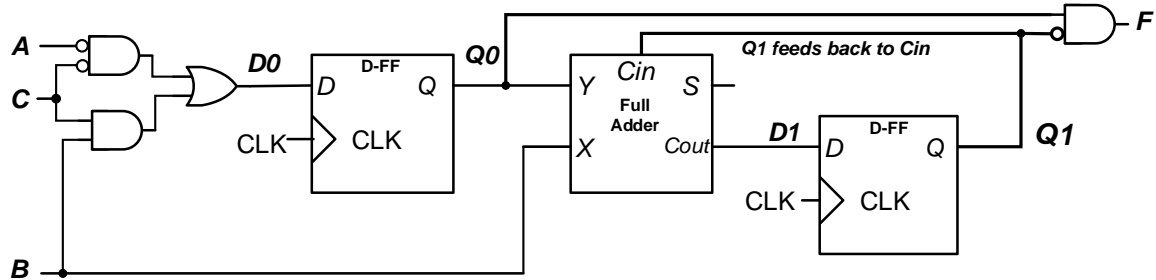 A
C
B
D0
D-FF
D
Q
CLK
CLK
Q0
Q1 feeds back to Cin
Cin
Y
S
Full
Adder
X
Cout
D1
D-FF
D
Q
CLK
CLK
Q1
F